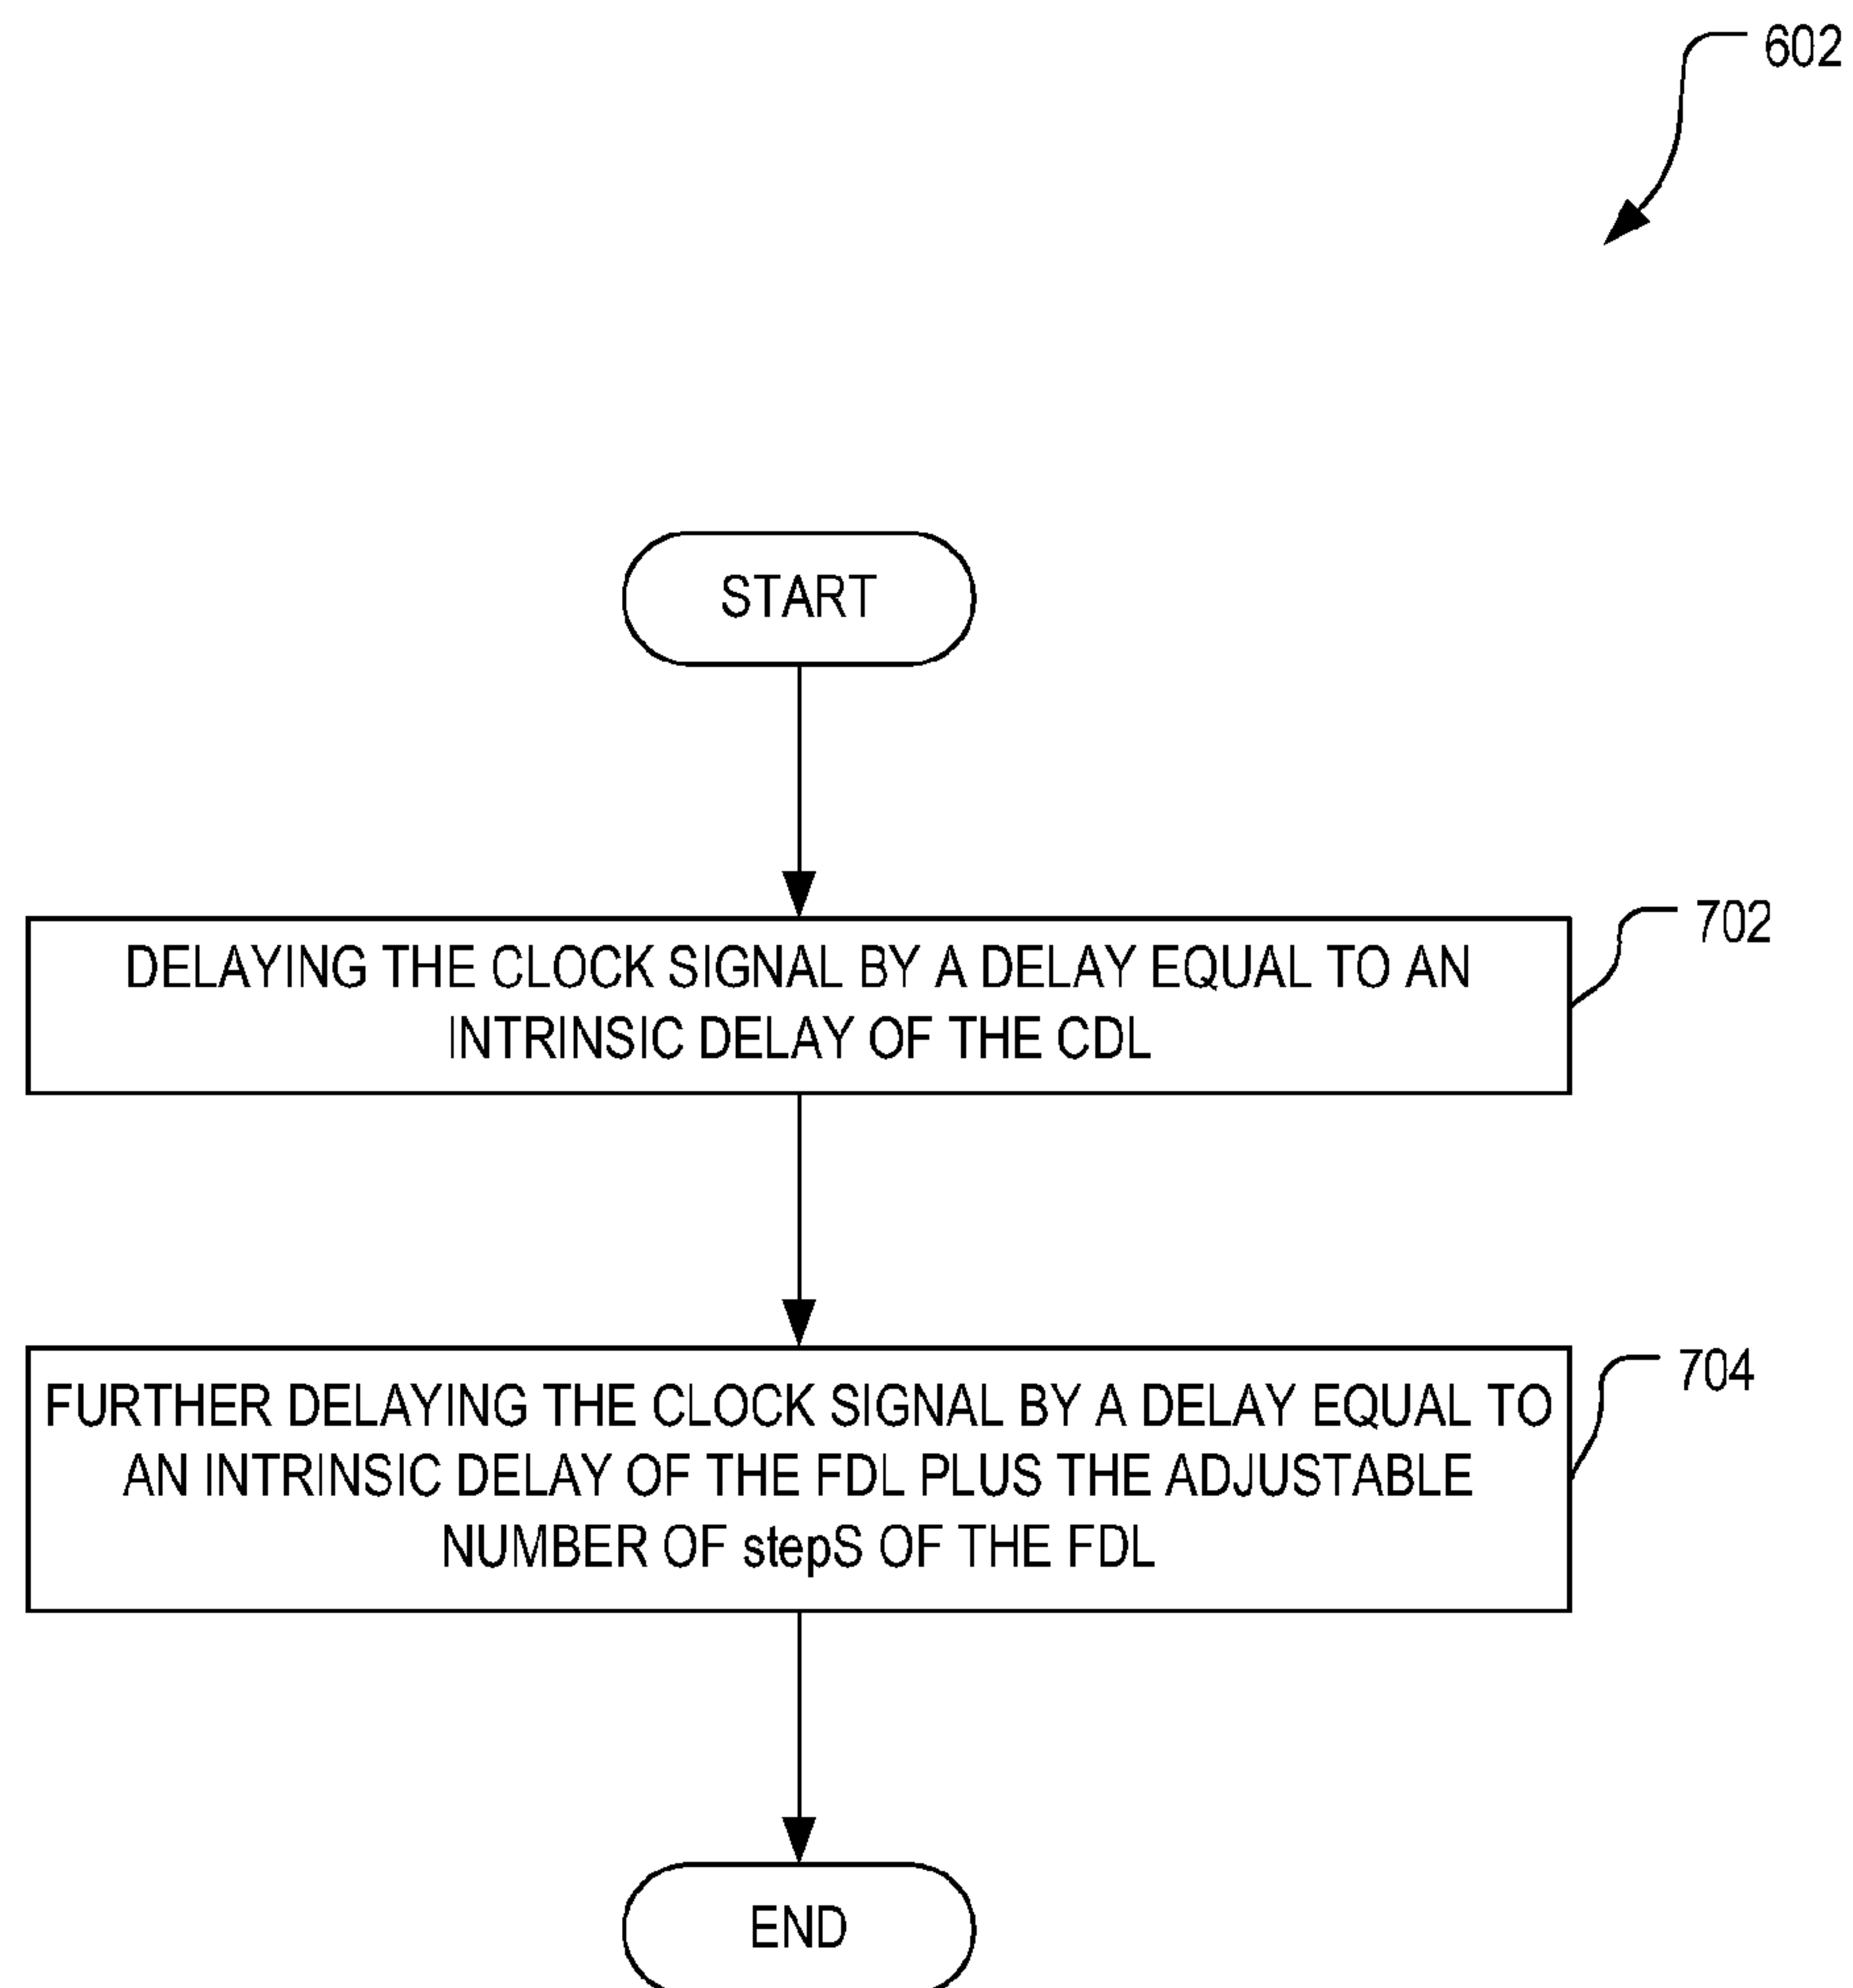 602
START
702
DELAYING THE CLOCK SIGNAL BY A DELAY EQUAL TO AN
INTRINSIC DELAY OF THE CDL
704
FURTHER DELAYING THE CLOCK SIGNAL BY A DELAY EQUAL TO
AN INTRINSIC DELAY OF THE FDL PLUS THE ADJUSTABLE
NUMBER OF stepS OF THE FDL
END